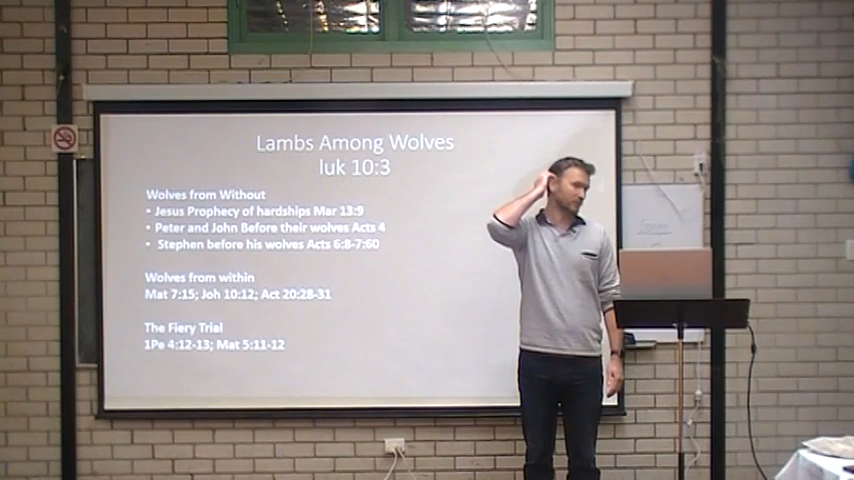 Lambs Among Wolves
luk 10:3
Wolves from Without
• Jesus Prophecy of hardships Mar 13:9
• Peter and John Before their wolves Acts 4
• Stephen before his wolves Acts 6:8-7:60
Wolves from within
Mat 7:15; Joh 10:12; Act 20:28-31
The Fiery Trial
1Pe 4:12-13; Mat 5:11-12